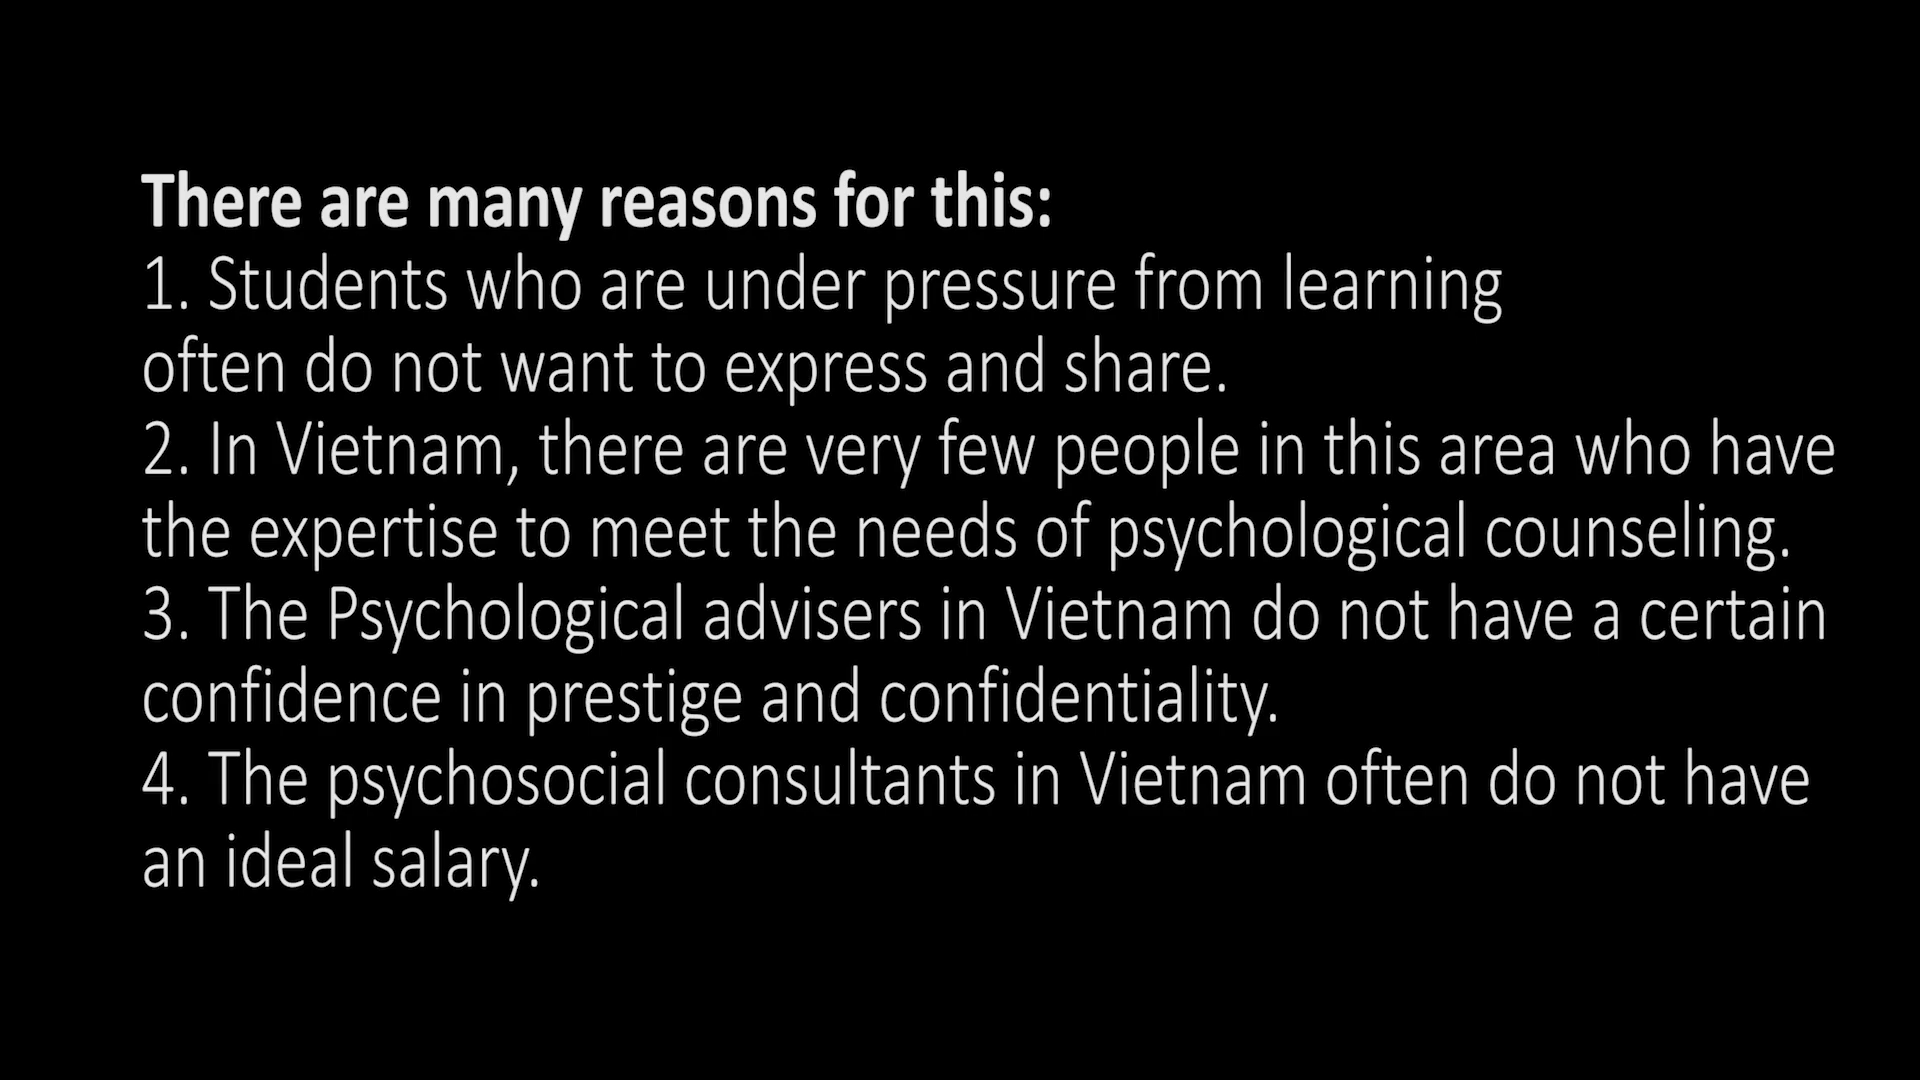 There are many reasons for this:
1. Students who are under pressure from learning
often do not want to express and share.
2. In Vietnam, there are very few people in this area who have
the expertise to meet the needs of psychological counseling.
3. The Psychological advisers in Vietnam do not have a certain
confidence in prestige and confidentiality.
4. The psychosocial consultants in Vietnam often do not have
an ideal salary.